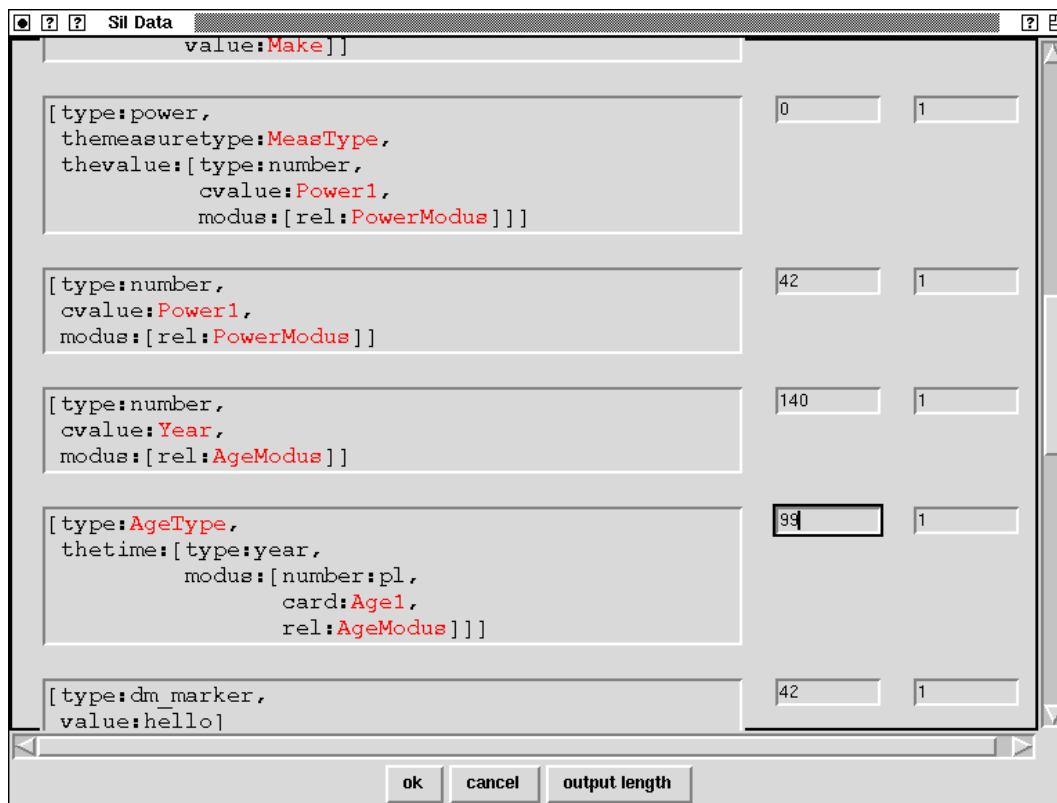 ? ? Sil Data ?
value:Make]]
[type:power, 0 1
themeasuretype:MeasType,
thevalue:[type:number,
cvalue:Power1,
modus:[rel:PowerModus]]]
[type:number, 42 1
cvalue:Power1,
modus:[rel:PowerModus]]
[type:number, 140 1
cvalue:Year,
modus:[rel:AgeModus]]
[type:AgeType, 99 1
thetime:[type:year,
modus:[number:pl,
card:Age1,
rel:AgeModus]]]
[type:dm_marker, 42 1
value:hello]
ok cancel output length